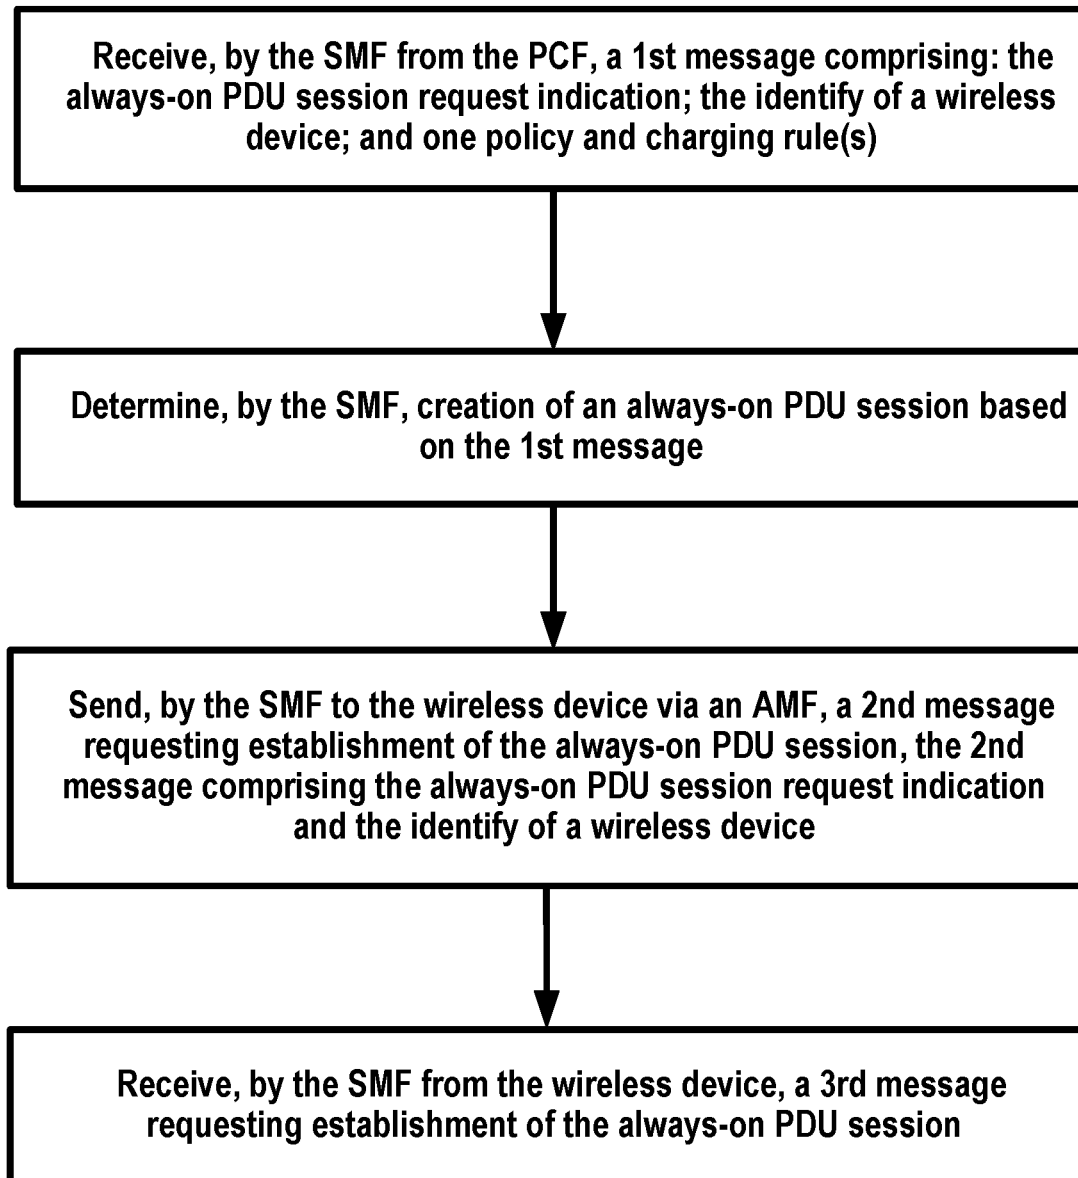 Receive, by the SMF from the PCF, a 1st message comprising: the
always-on PDU session request indication; the identify of a wireless
device; and one policy and charging rule(s)
Determine, by the SMF, creation of an always-on PDU session based
on the 1st message
Send, by the SMF to the wireless device via an AMF, a 2nd message
requesting establishment of the always-on PDU session, the 2nd
message comprising the always-on PDU session request indication
and the identify of a wireless device
Receive, by the SMF from the wireless device, a 3rd message
requesting establishment of the always-on PDU session